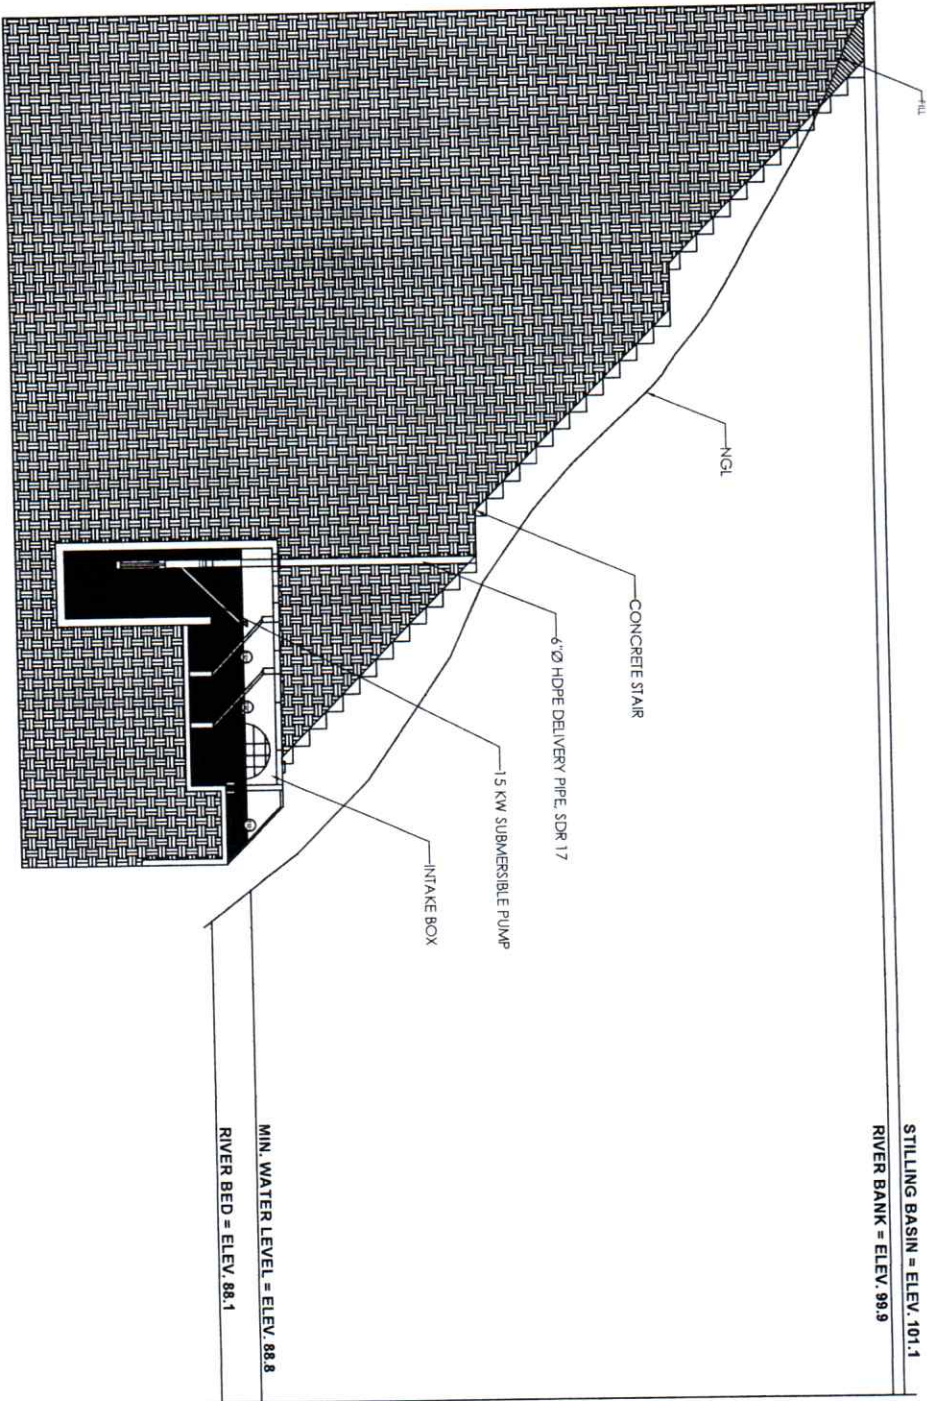 STILLING BASIN = ELEV. 101.1
RIVER BANK = ELEV. 99.9
FILL
NGL
CONCRETE STAIR
6"Ø HDPE DELIVERY PIPE, SDR 17
15 KW SUBMERSIBLE PUMP
INTAKE BOX
MIN. WATER LEVEL = ELEV. 88.8
RIVER BED = ELEV. 88.1